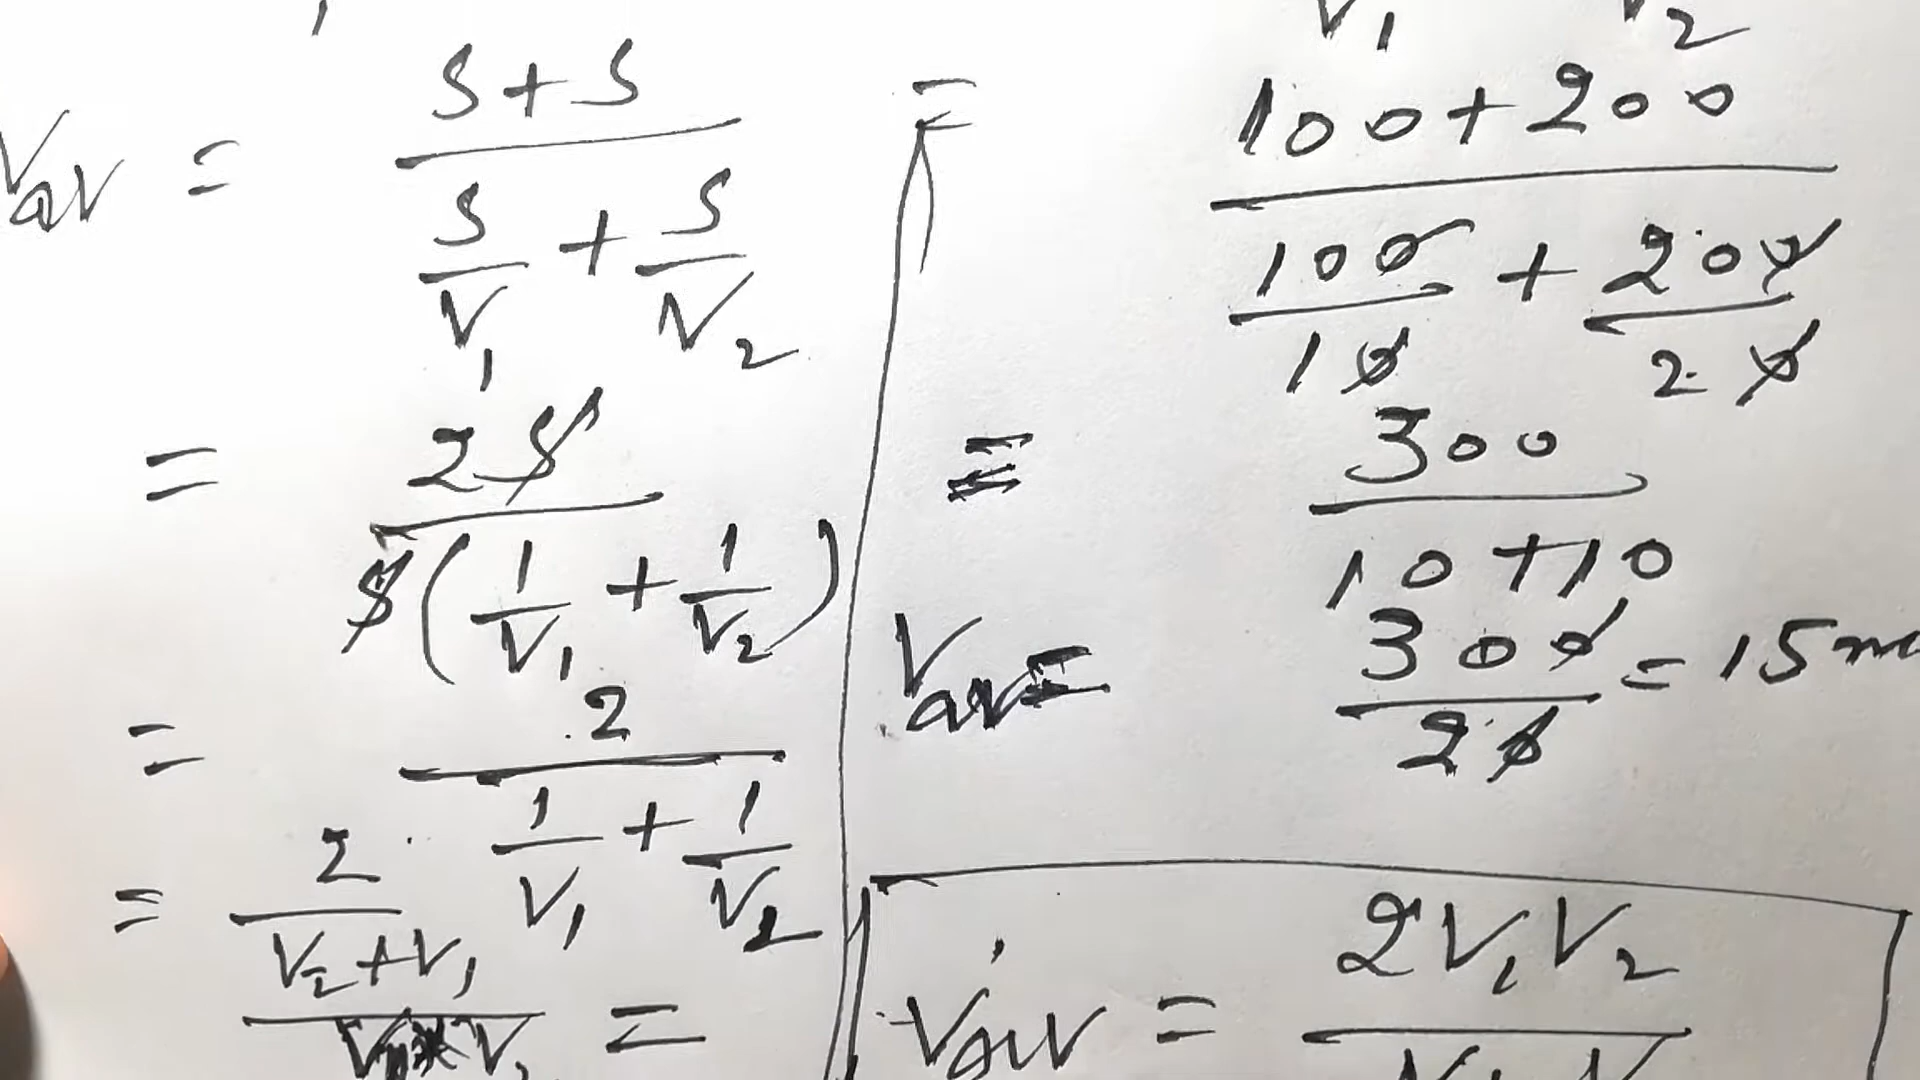 Vav = (S + S) / (S/V1 + S/V2)
= 2S / S(1/V1 + 1/V2)
= 2 / (1/V1 + 1/V2)
= 2 / ((V2 + V1) /
=
V1 V2
= (100 + 200) / (100/10 + 200/20)
= 300 / (10 + 10)
Vav = 300 / 20 = 15 m
Vav = 2V1V2 /